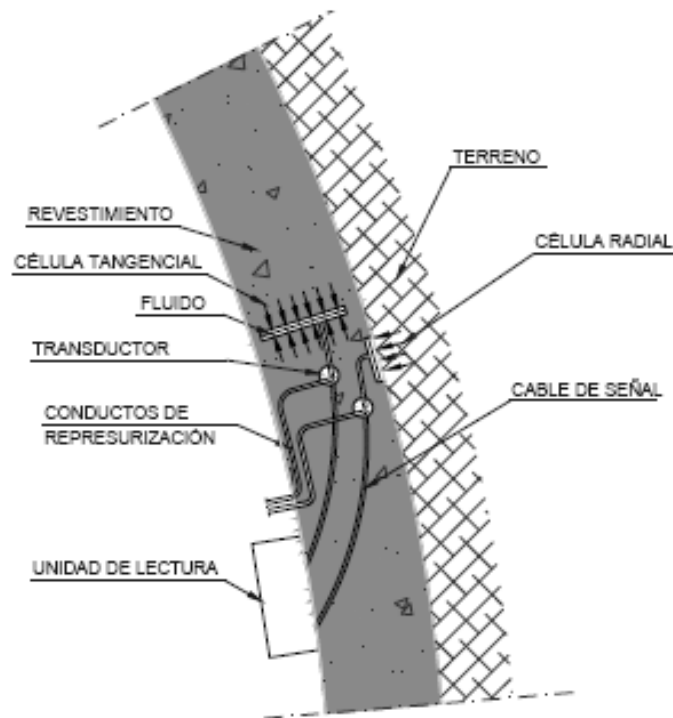 TERRENO
REVESTIMIENTO
CÉLULA RADIAL
CÉLULA TANGENCIAL
FLUIDO
TRANSDUCTOR
CABLE DE SEÑAL
CONDUCTOS DE
REPRESURIZACIÓN
UNIDAD DE LECTURA